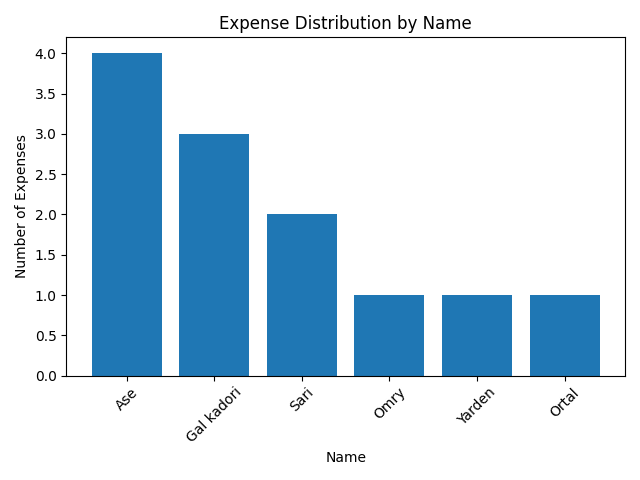 Expense Distribution by Name
Number of Expenses
4.0
3.5
3.0
2.5
2.0
1.5
1.0
0.5
0.0
Ase
Gal kadori
Sari
Omry
Yarden
Ortal
Name